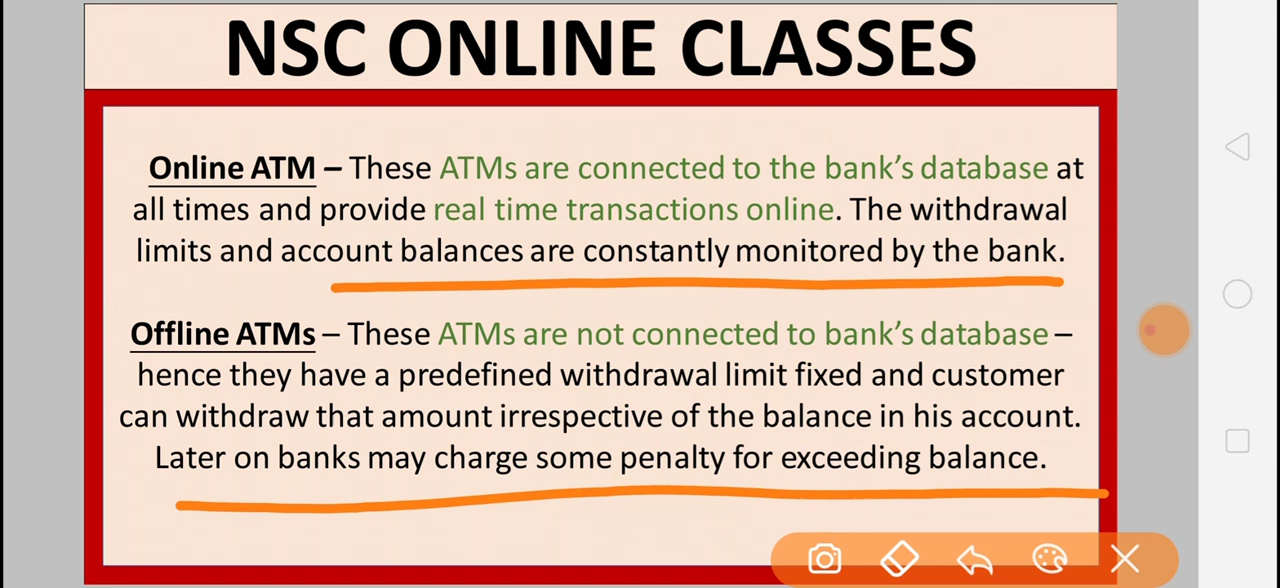 NSC ONLINE CLASSES
Online ATM – These ATMs are connected to the bank’s database at
all times and provide real time transactions online. The withdrawal
limits and account balances are constantly monitored by the bank.
Offline ATMs – These ATMs are not connected to bank’s database –
hence they have a predefined withdrawal limit fixed and customer
can withdraw that amount irrespective of the balance in his account.
Later on banks may charge some penalty for exceeding balance.